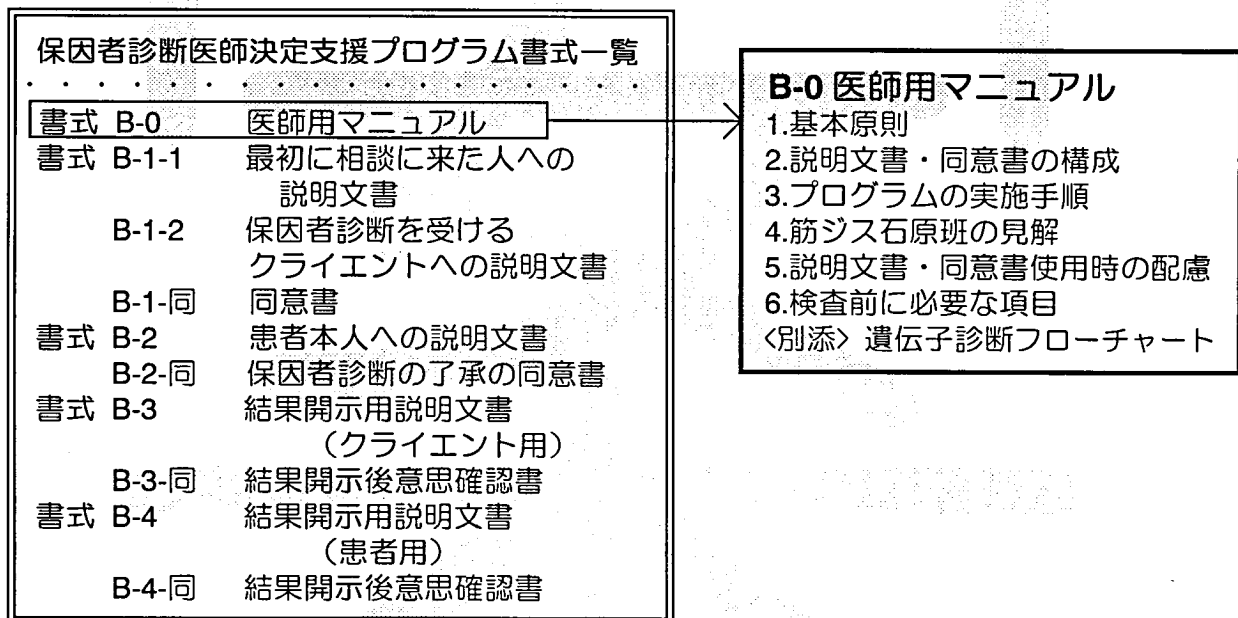 保因者診断医師決定支援プログラム書式一覧
書式 B-0 医師用マニュアル
書式 B-1-1 最初に相談に来た人への
説明文書
B-1-2 保因者診断を受ける
クライエントへの説明文書
B-1-同 同意書
書式 B-2 患者本人への説明文書
B-2-同 保因者診断の了承の同意書
書式 B-3 結果開示用説明文書
（クライエント用）
B-3-同 結果開示後意思確認書
書式 B-4 結果開示用説明文書
（患者用）
B-4-同 結果開示後意思確認書
B-0 医師用マニュアル
1.基本原則
2.説明文書・同意書の構成
3.プログラムの実施手順
4.筋ジス石原班の見解
5.説明文書・同意書使用時の配慮
6.検査前に必要な項目
〈別添〉遺伝子診断フローチャート